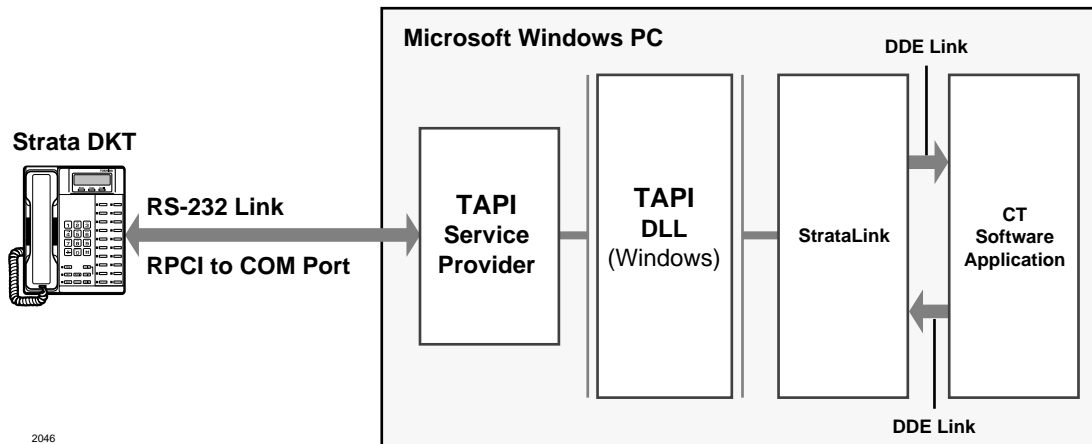 Microsoft Windows PC
DDE Link
Strata DKT
RS-232 Link
RPCI to COM Port
TAPI
Service
Provider
TAPI
DLL
(Windows)
StrataLink
CT
Software
Application
DDE Link
2046